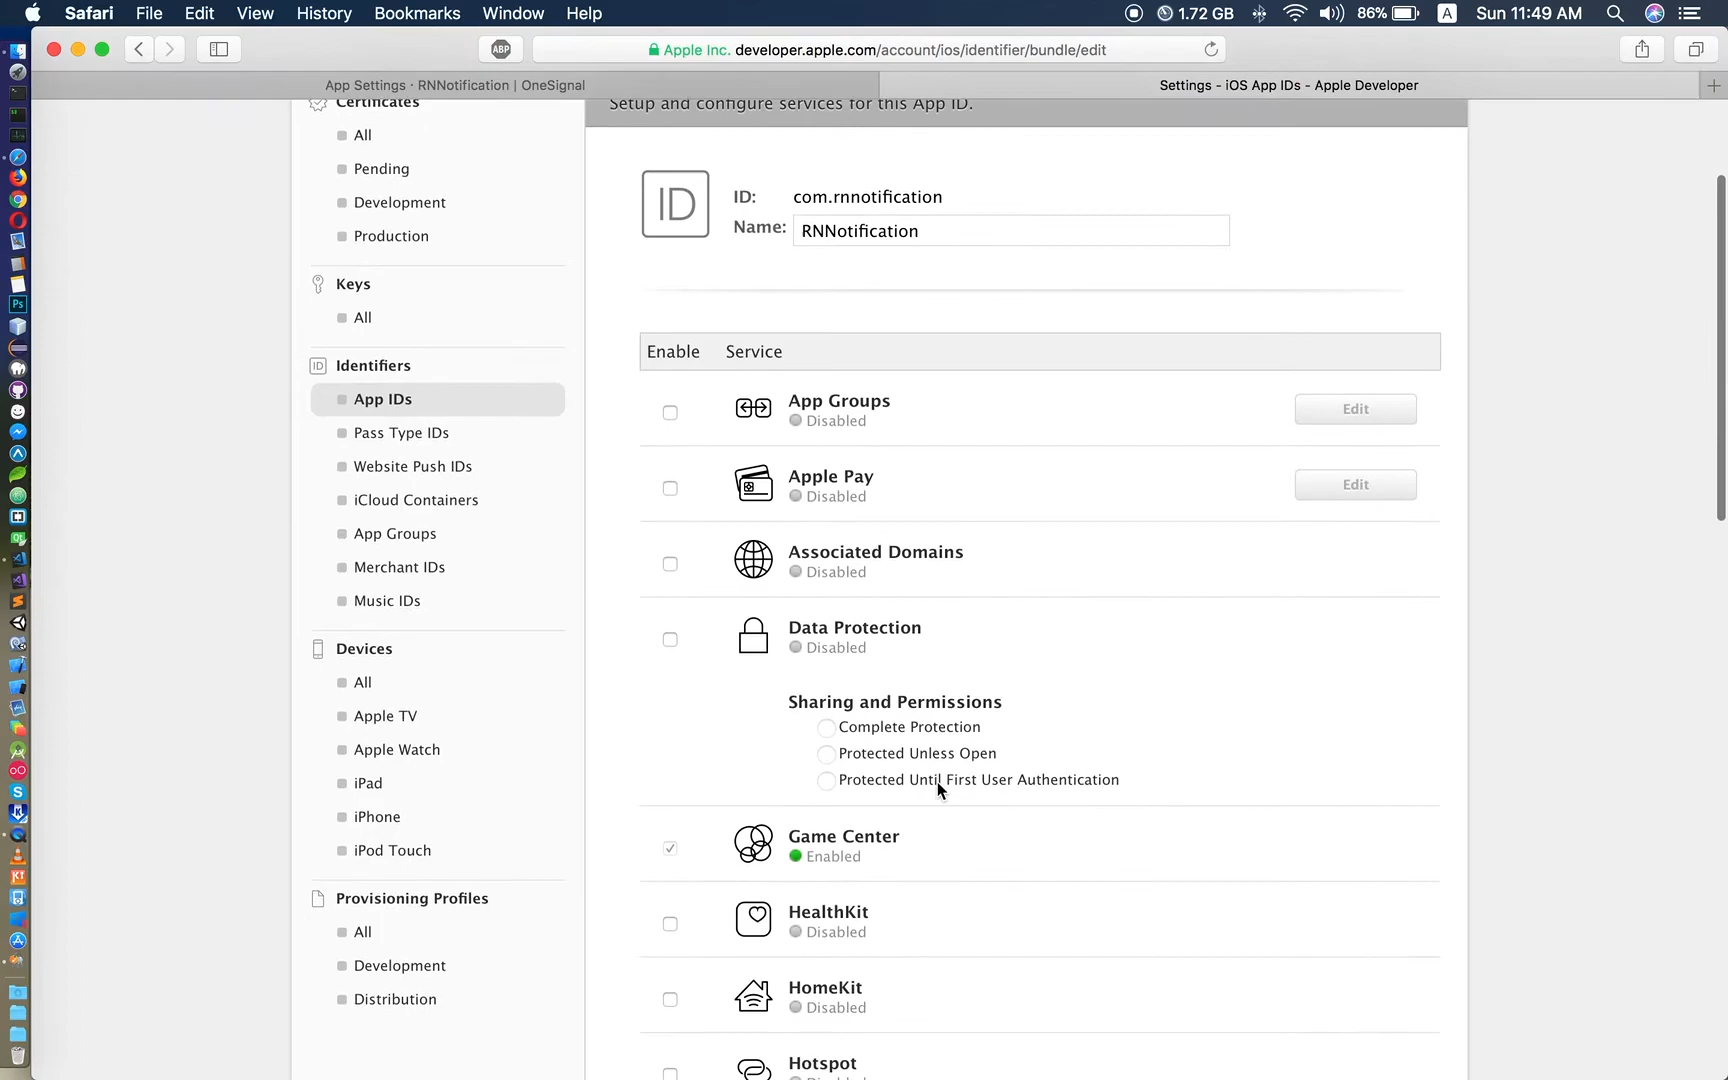 Safari File Edit View History Bookmarks Window Help 1.72 GB 86% A Sun 11:49 AM
ABP Apple Inc. developer.apple.com/account/ios/identifier/bundle/edit
App Settings · RNNotification | OneSignal Settings - iOS App IDs - Apple Developer
Certificates
All
Pending
Development
Production
Keys
All
ID Identifiers
App IDs
Pass Type IDs
Website Push IDs
iCloud Containers
App Groups
Merchant IDs
Music IDs
Devices
All
Apple TV
Apple Watch
iPad
iPhone
iPod Touch
Provisioning Profiles
All
Development
Distribution
Setup and configure services for this App ID.
ID
ID: com.rnnotification
Name: RNNotification
Enable Service
App Groups
Disabled
Edit
Apple Pay
Disabled
Edit
Associated Domains
Disabled
Data Protection
Disabled
Sharing and Permissions
Complete Protection
Protected Unless Open
Protected Until First User Authentication
Game Center
Enabled
HealthKit
Disabled
HomeKit
Disabled
Hotspot
Ps
Qt
S